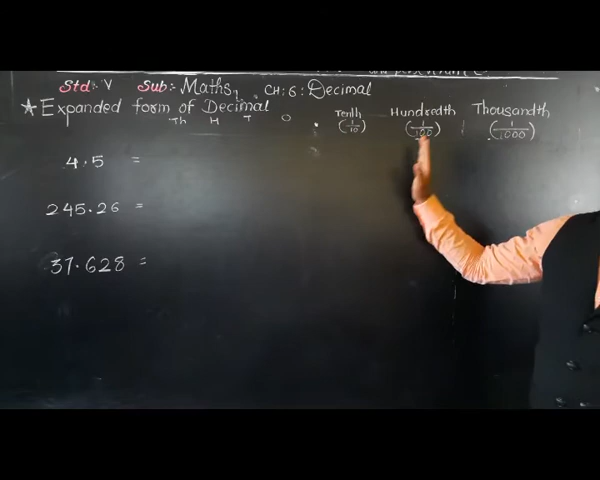 Std:- V Sub:- Maths, CH:6: Decimal
★ Expanded form of Decimal
Th H T O . Tenth (1/10) Hundredth (1/100) Thousandth (1/1000)
4.5 =
245.26 =
37.628 =